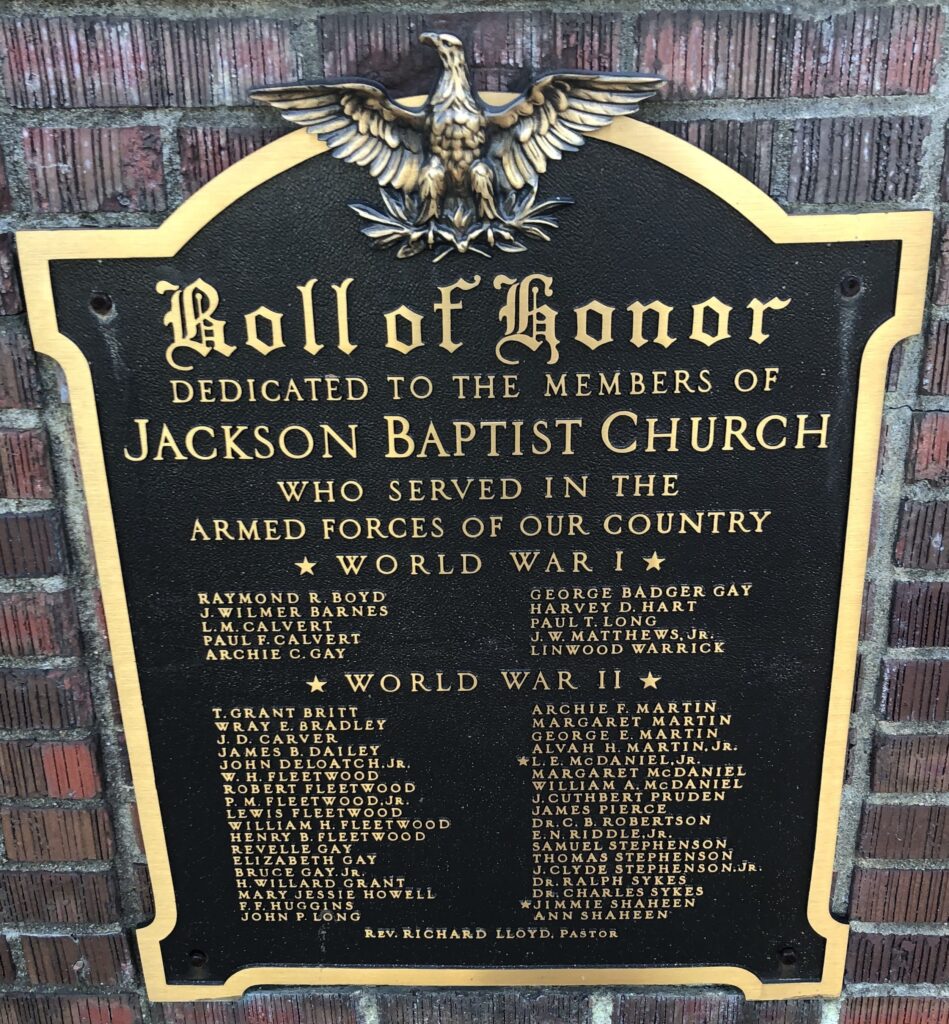 Roll of Honor
DEDICATED TO THE MEMBERS OF
JACKSON BAPTIST CHURCH
WHO SERVED IN THE
ARMED FORCES OF OUR COUNTRY
★ WORLD WAR I ★
RAYMOND R. BOYD
J. WILMER BARNES
L. M. CALVERT
PAUL F. CALVERT
ARCHIE C. GAY
GEORGE BADGER GAY
HARVEY D. HART
PAUL T. LONG
J. W. MATTHEWS, JR.
LINWOOD WARRICK
★ WORLD WAR II ★
T. GRANT BRITT
WRAY E. BRADLEY
J. D. CARVER
JAMES B. DAILEY
JOHN DELOATCH, JR.
W. H. FLEETWOOD
ROBERT FLEETWOOD
P. M. FLEETWOOD, JR.
LEWIS FLEETWOOD
WILLIAM H. FLEETWOOD
HENRY B. FLEETWOOD
REVELLE GAY
ELIZABETH GAY
BRUCE GAY, JR.
H. WILLARD GRANT
MARY JESSIE HOWELL
F. F. HUGGINS
JOHN P. LONG
ARCHIE F. MARTIN
MARGARET MARTIN
GEORGE E. MARTIN
ALVAH H. MARTIN, JR.
★ L. E. McDANIEL, JR.
MARGARET McDANIEL
WILLIAM A. McDANIEL
J. CUTHBERT PRUDEN
JAMES PIERCE
DR. C. B. ROBERTSON
E. N. RIDDLE, JR.
SAMUEL STEPHENSON
THOMAS STEPHENSON
J. CLYDE STEPHENSON, JR.
DR. RALPH SYKES
DR. CHARLES SYKES
★ JIMMIE SHAHEEN
ANN SHAHEEN
REV. RICHARD LLOYD, PASTOR